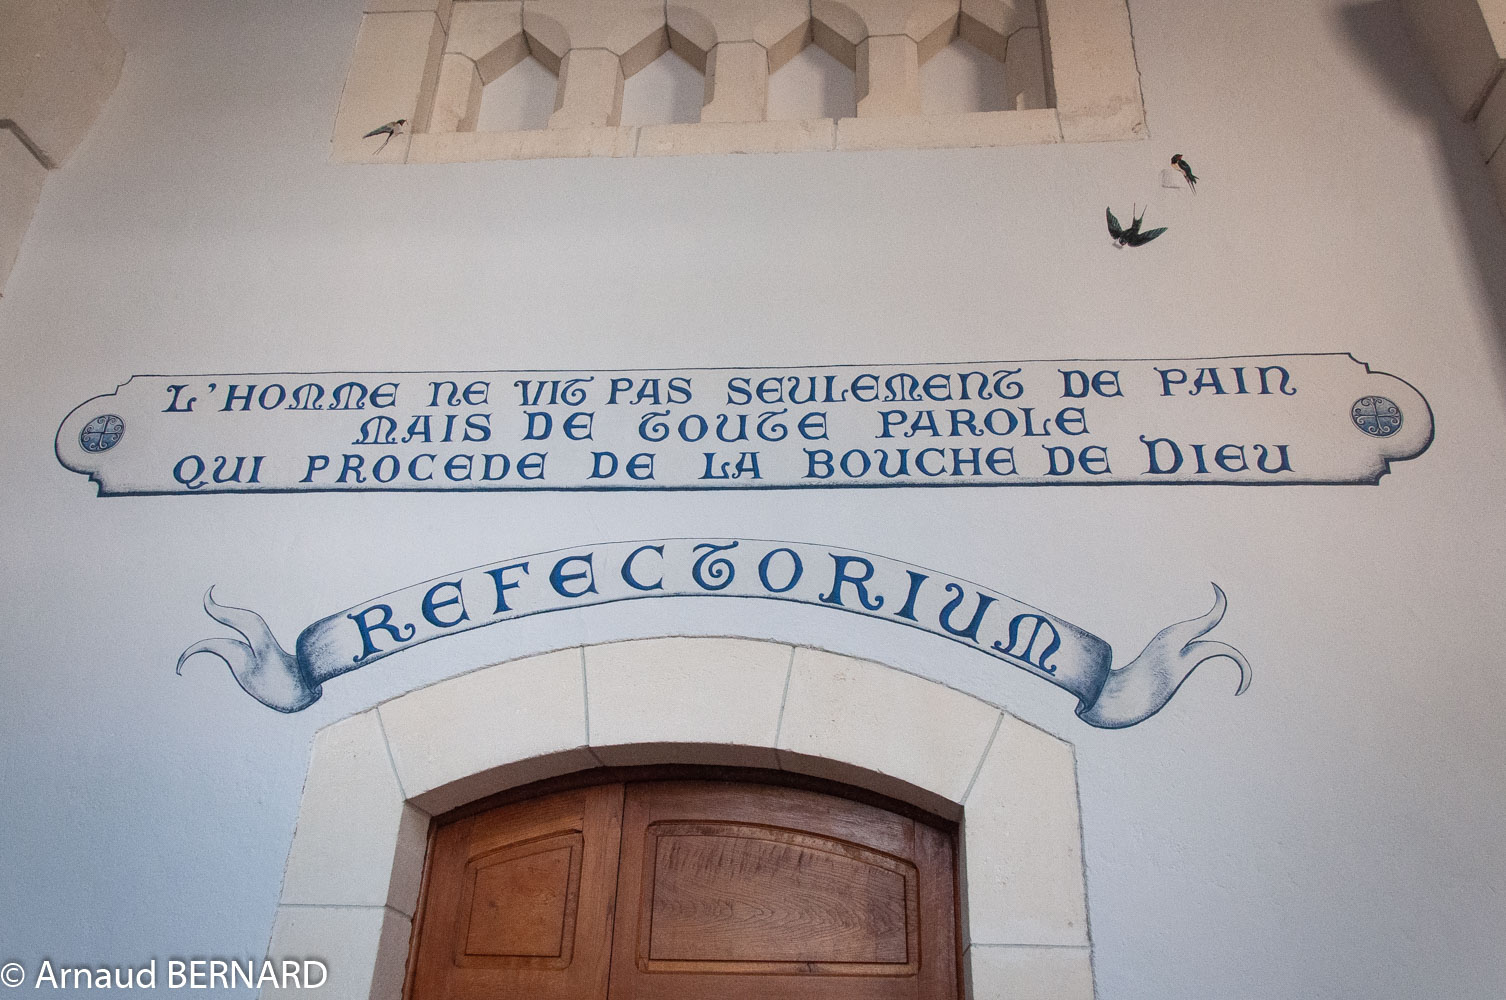 L'HOMME NE VIT PAS SEULEMENT DE PAIN
MAIS DE TOUTE PAROLE
QUI PROCEDE DE LA BOUCHE DE DIEU
REFECTORIUM
© Arnaud BERNARD